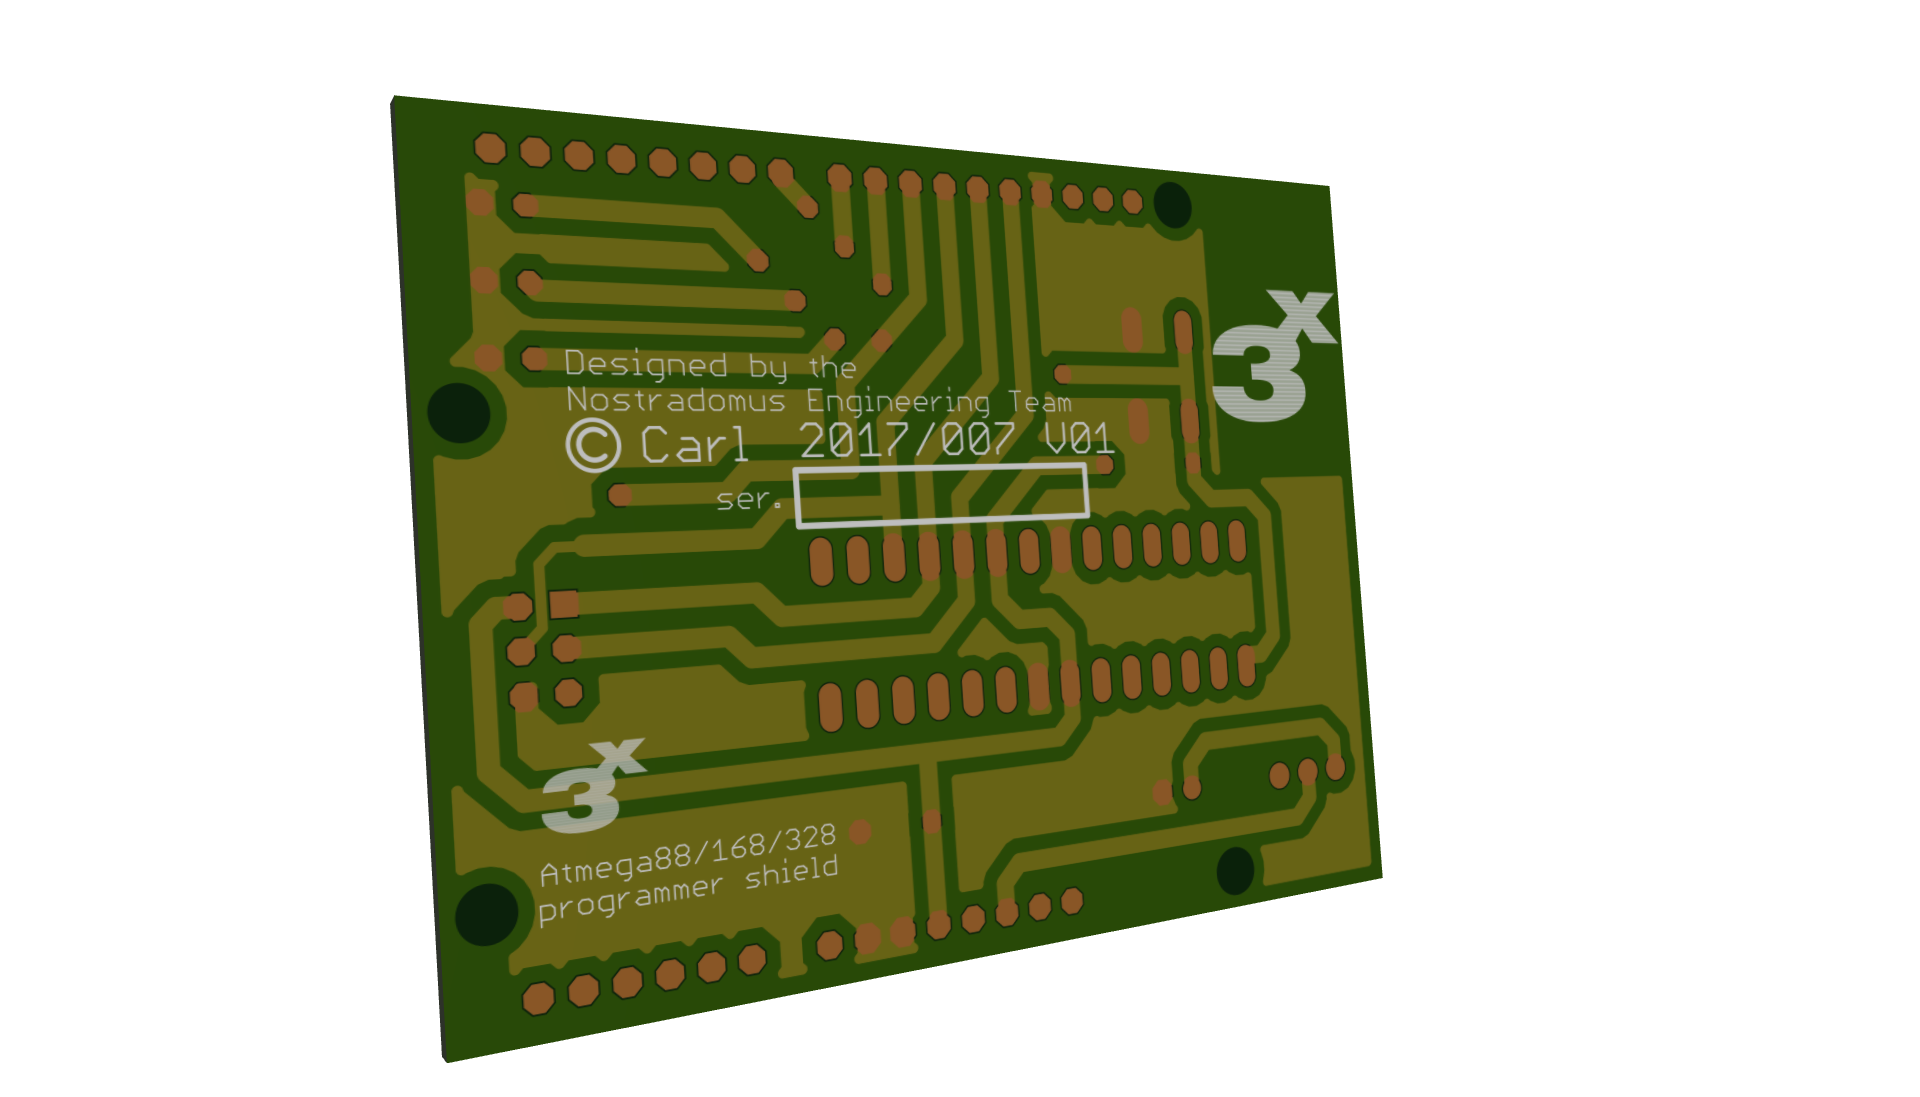 Designed by the
Nostradomus Engineering Team
© Carl 2017/007 V01
ser.
3x
3x
Atmega88/168/328
programmer shield